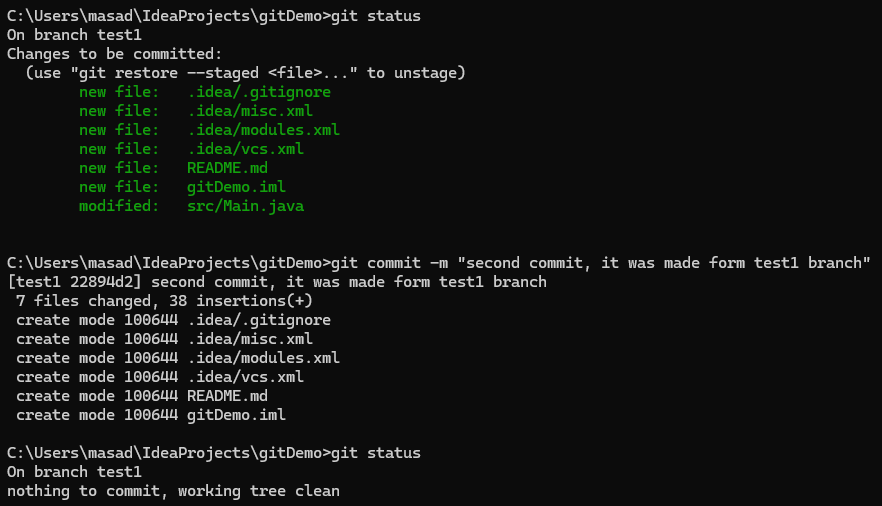 C:\Users\masad\IdeaProjects\gitDemo>git status
On branch test1
Changes to be committed:
  (use "git restore --staged <file>..." to unstage)
        new file:   .idea/.gitignore
        new file:   .idea/misc.xml
        new file:   .idea/modules.xml
        new file:   .idea/vcs.xml
        new file:   README.md
        new file:   gitDemo.iml
        modified:   src/Main.java

C:\Users\masad\IdeaProjects\gitDemo>git commit -m "second commit, it was made form test1 branch"
[test1 22894d2] second commit, it was made form test1 branch
 7 files changed, 38 insertions(+)
 create mode 100644 .idea/.gitignore
 create mode 100644 .idea/misc.xml
 create mode 100644 .idea/modules.xml
 create mode 100644 .idea/vcs.xml
 create mode 100644 README.md
 create mode 100644 gitDemo.iml

C:\Users\masad\IdeaProjects\gitDemo>git status
On branch test1
nothing to commit, working tree clean